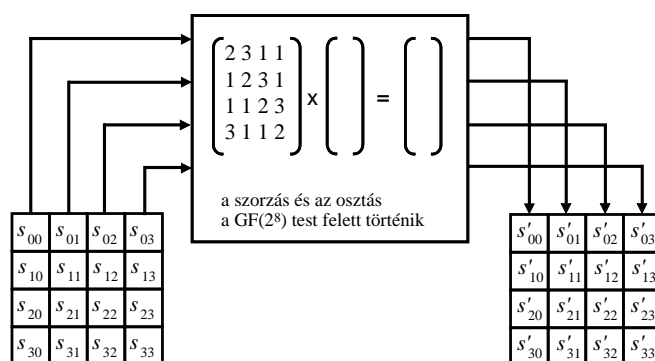 2 3 1 1
1 2 3 1
1 1 2 3
3 1 1 2
x
=
a szorzás és az osztás
a GF(2⁸) test felett történik
s00 s01 s02 s03
s10 s11 s12 s13
s20 s21 s22 s23
s30 s31 s32 s33
s'00 s'01 s'02 s'03
s'10 s'11 s'12 s'13
s'20 s'21 s'22 s'23
s'30 s'31 s'32 s'33